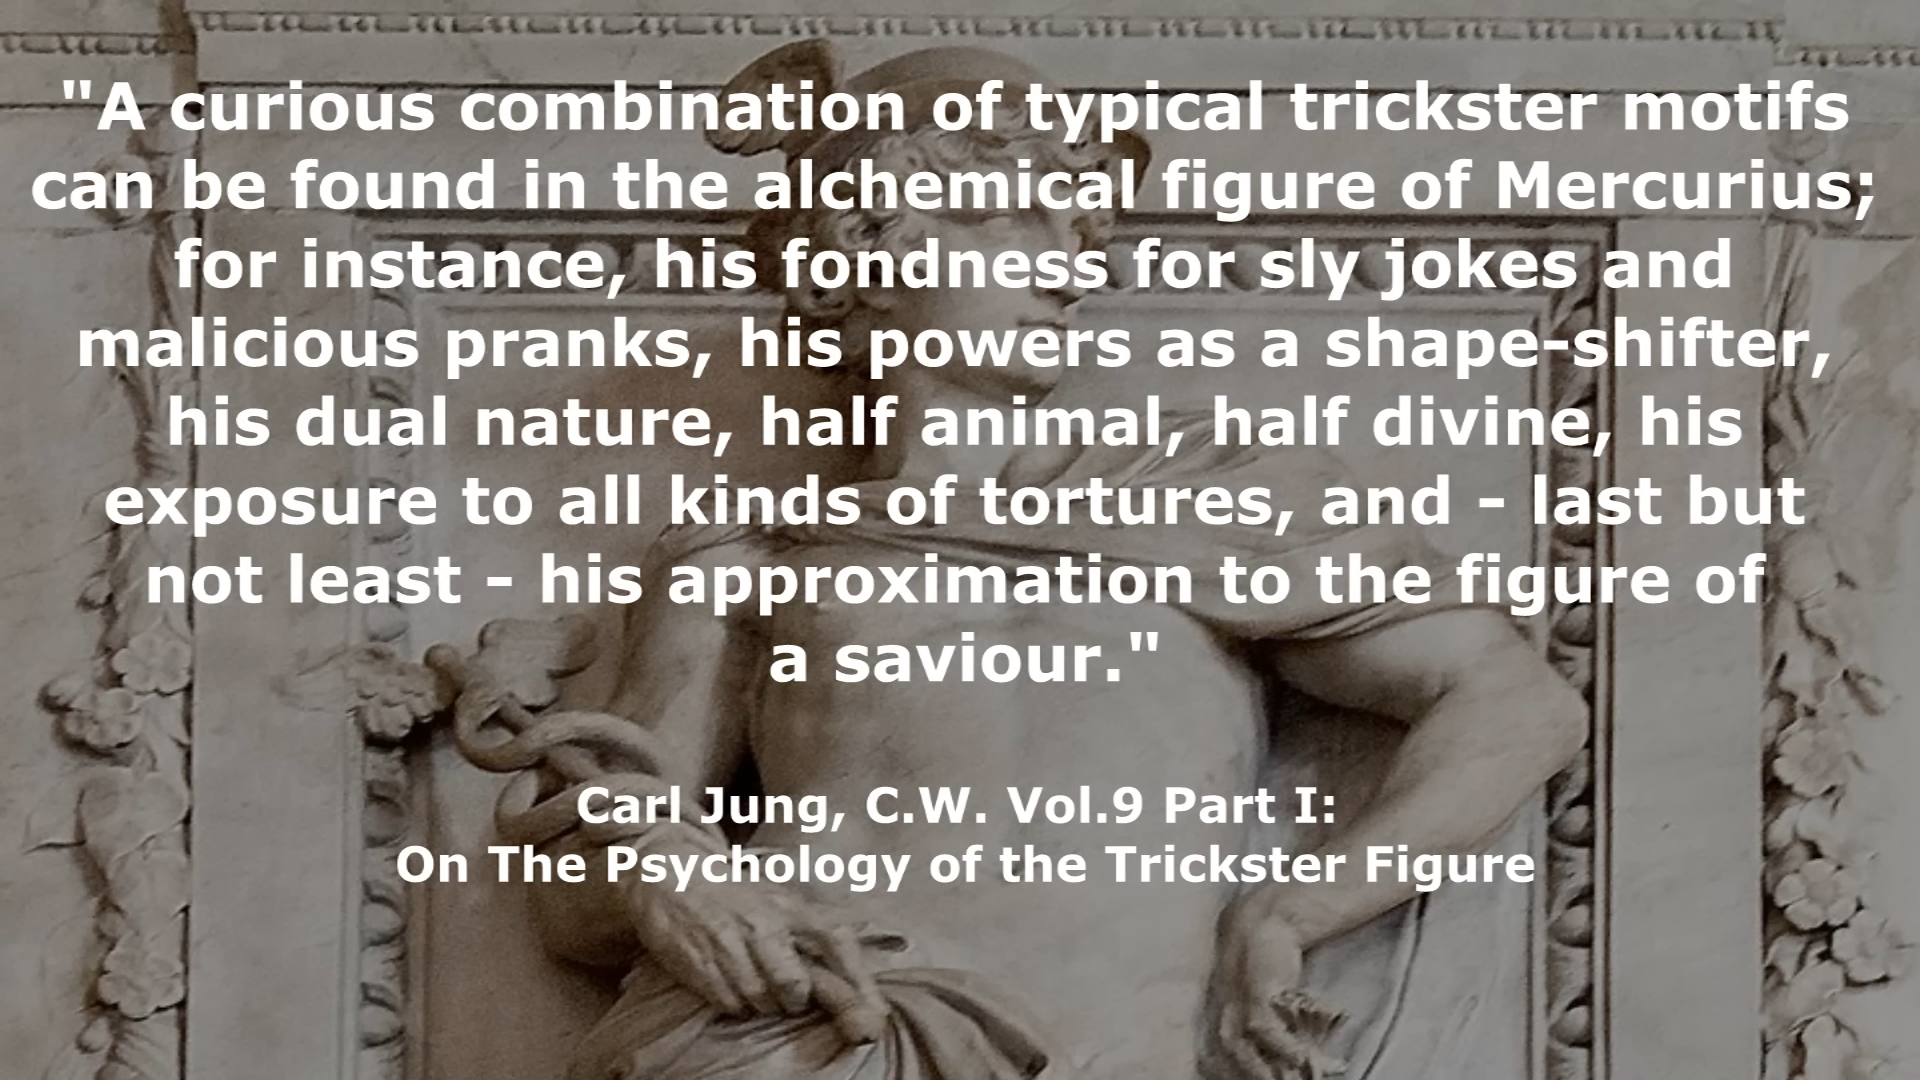 "A curious combination of typical trickster motifs
can be found in the alchemical figure of Mercurius;
for instance, his fondness for sly jokes and
malicious pranks, his powers as a shape-shifter,
his dual nature, half animal, half divine, his
exposure to all kinds of tortures, and - last but
not least - his approximation to the figure of
a saviour."
Carl Jung, C.W. Vol.9 Part I:
On The Psychology of the Trickster Figure